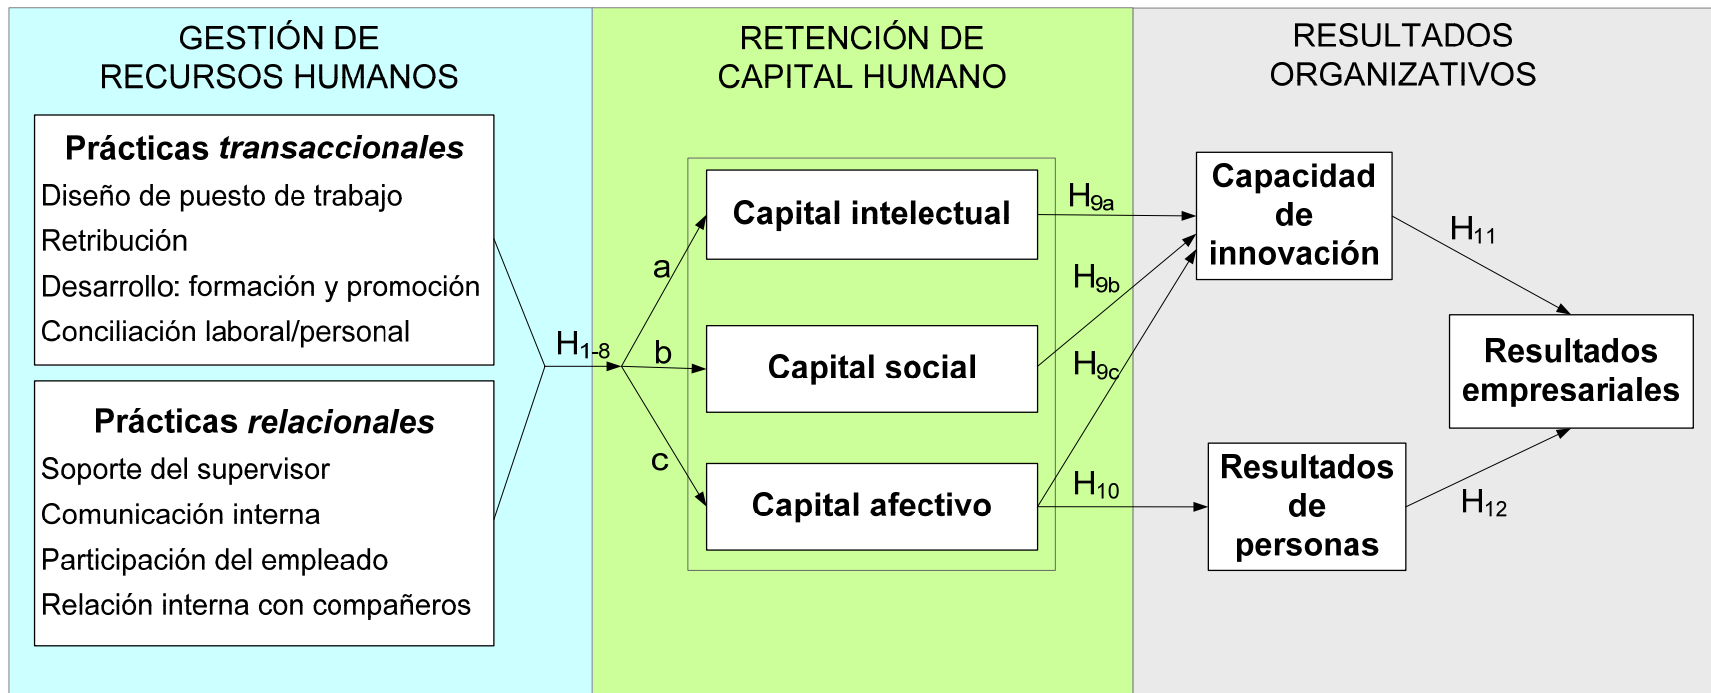 GESTIÓN DE
RECURSOS HUMANOS
Prácticas transaccionales
Diseño de puesto de trabajo
Retribución
Desarrollo: formación y promoción
Conciliación laboral/personal
Prácticas relacionales
Soporte del supervisor
Comunicación interna
Participación del empleado
Relación interna con compañeros
H1-8
RETENCIÓN DE
CAPITAL HUMANO
a
b
c
Capital intelectual
Capital social
Capital afectivo
H9a
H9b
H9c
H10
RESULTADOS
ORGANIZATIVOS
Capacidad
de
innovación
Resultados
de
personas
H11
H12
Resultados
empresariales